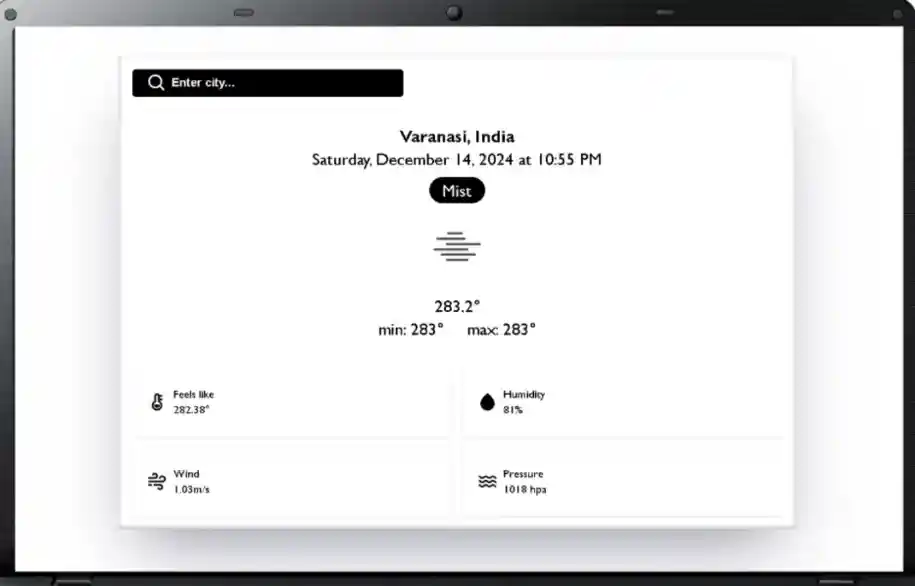 Enter city...
Varanasi, India
Saturday, December 14, 2024 at 10:55 PM
Mist
283.2°
min: 283° max: 283°
Feels like
282.38°
Humidity
81%
Wind
1.03m/s
Pressure
1018 hpa